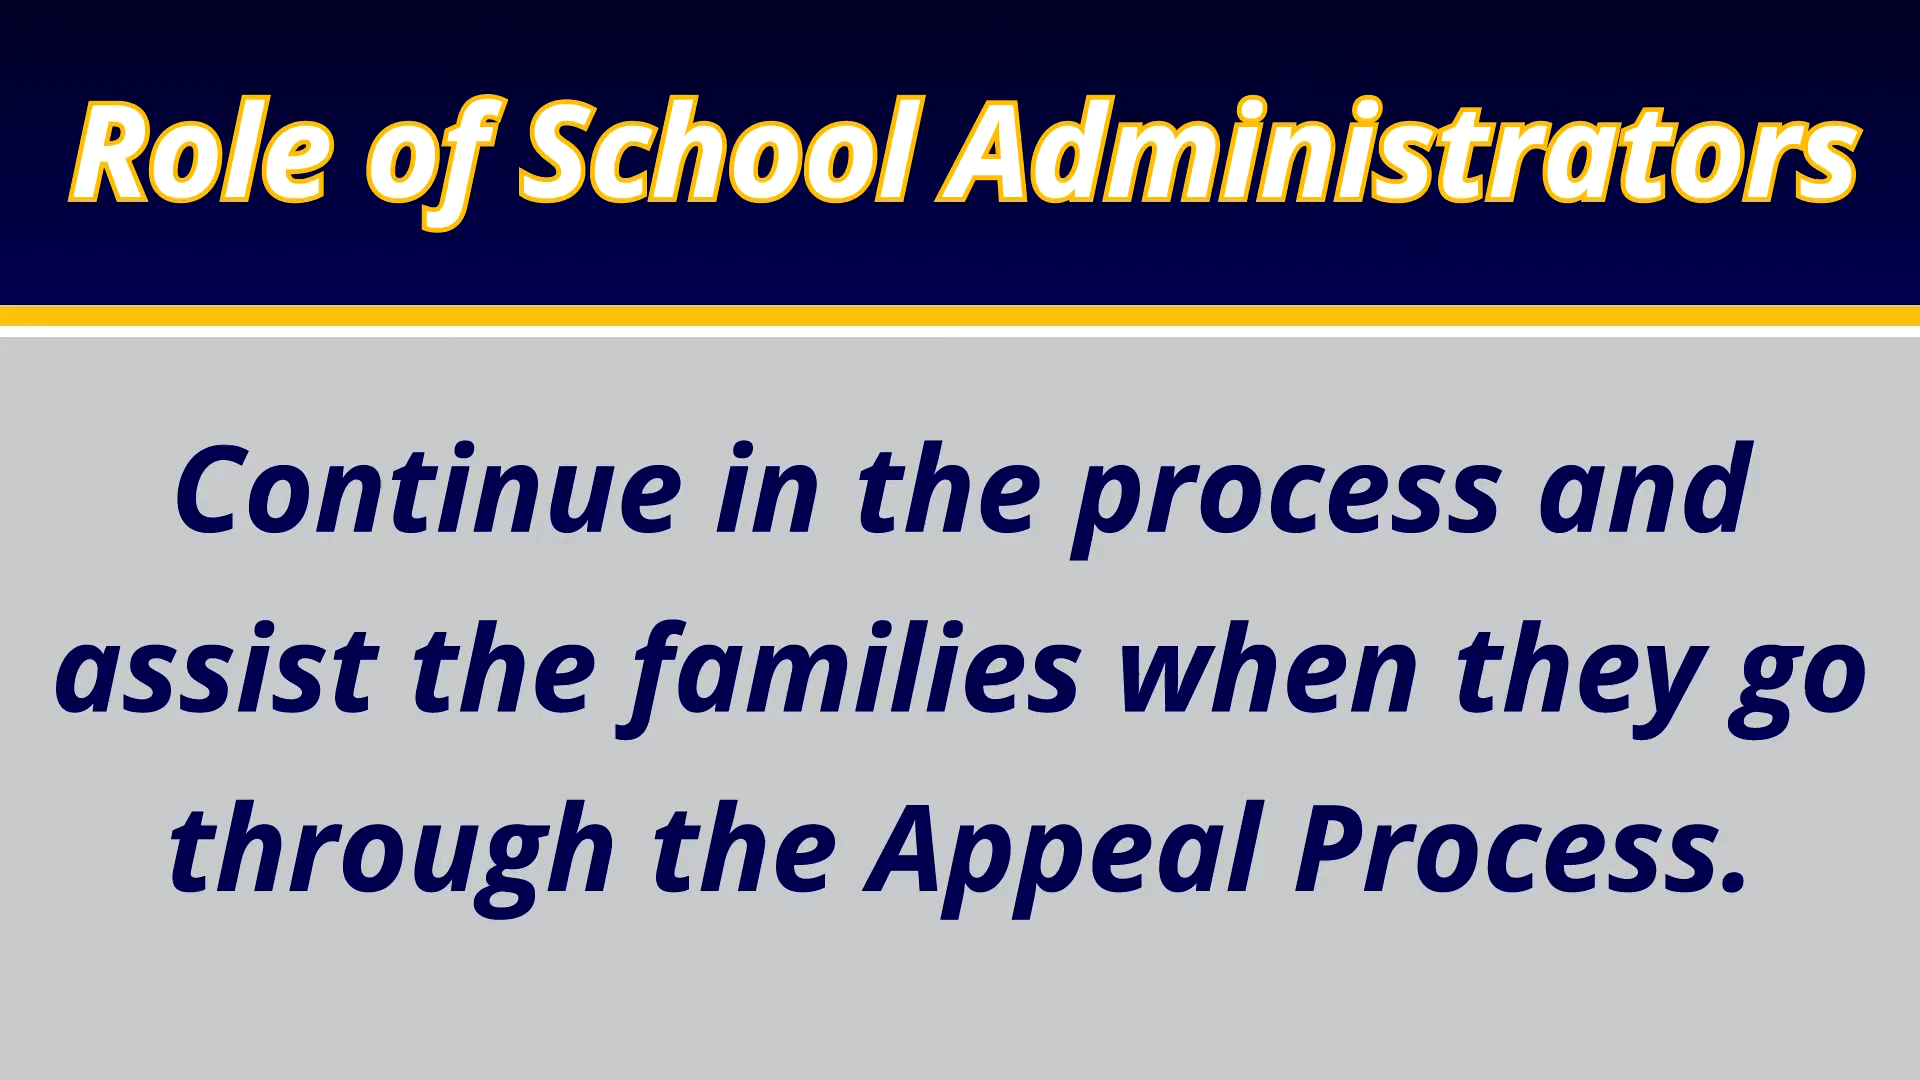 Role of School Administrators
Continue in the process and
assist the families when they go
through the Appeal Process.